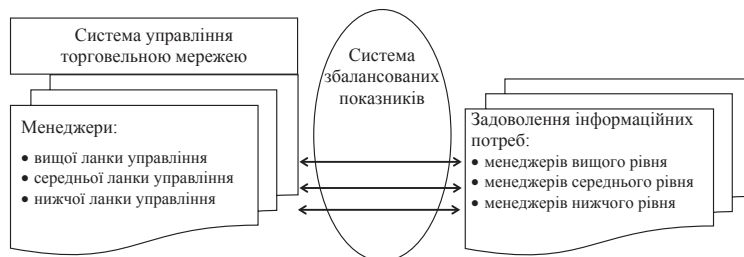 Система управління
торговельною мережею
Менеджери:
• вищої ланки управління
• середньої ланки управління
• нижчої ланки управління
Система
збалансованих
показників
Задоволення інформаційних
потреб:
• менеджерів вищого рівня
• менеджерів середнього рівня
• менеджерів нижчого рівня